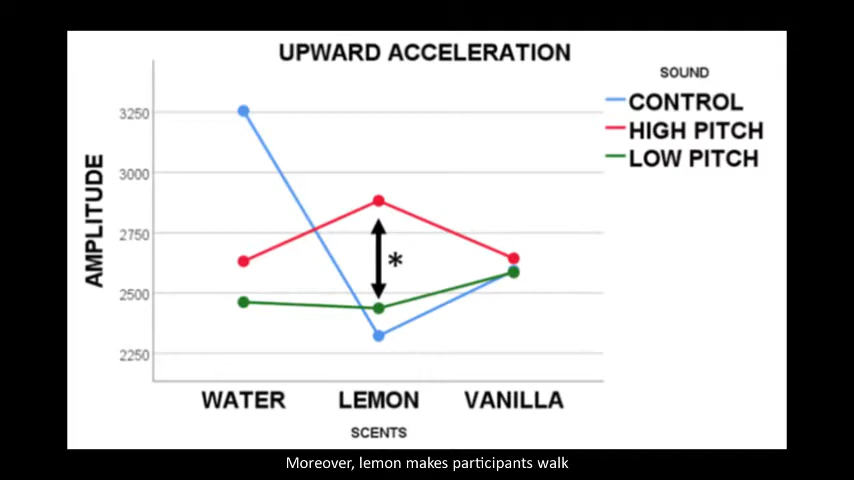 UPWARD ACCELERATION
SOUND
CONTROL
HIGH PITCH
LOW PITCH
AMPLITUDE
3250
3000
2750
2500
2250
*
WATER LEMON VANILLA
SCENTS
Moreover, lemon makes participants walk